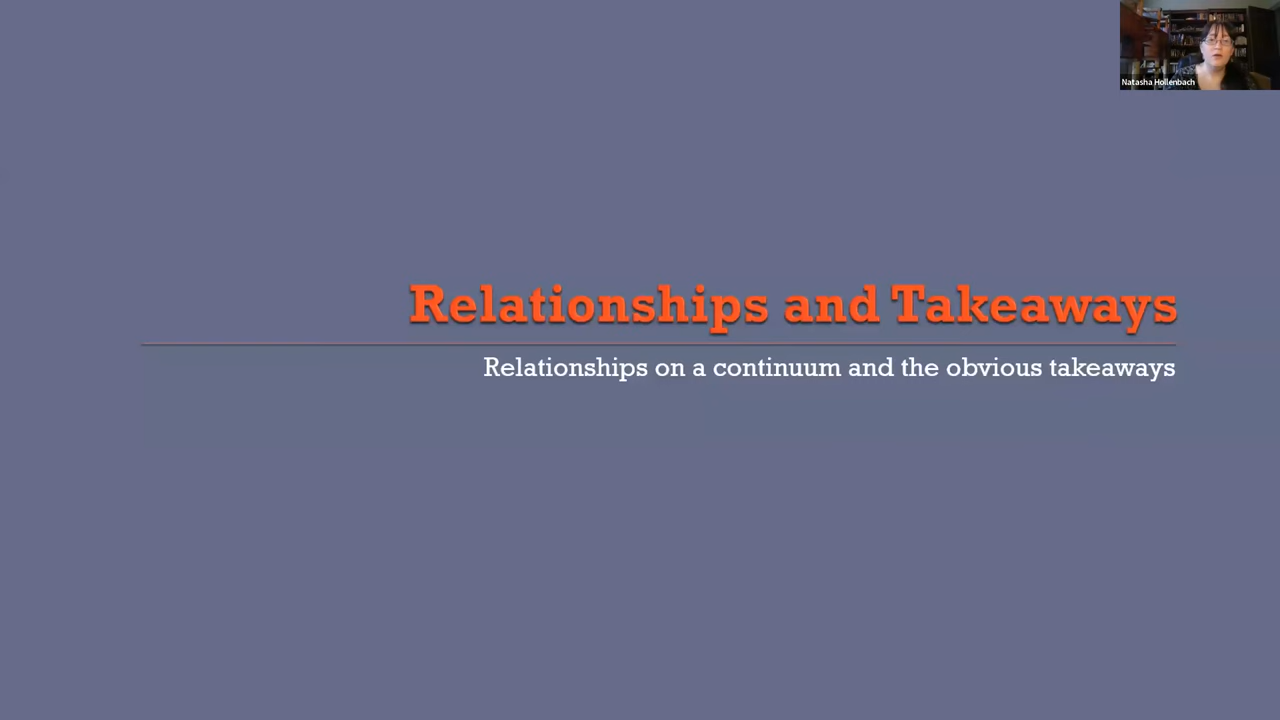 Natasha Hollenbach
Relationships and Takeaways
Relationships on a continuum and the obvious takeaways